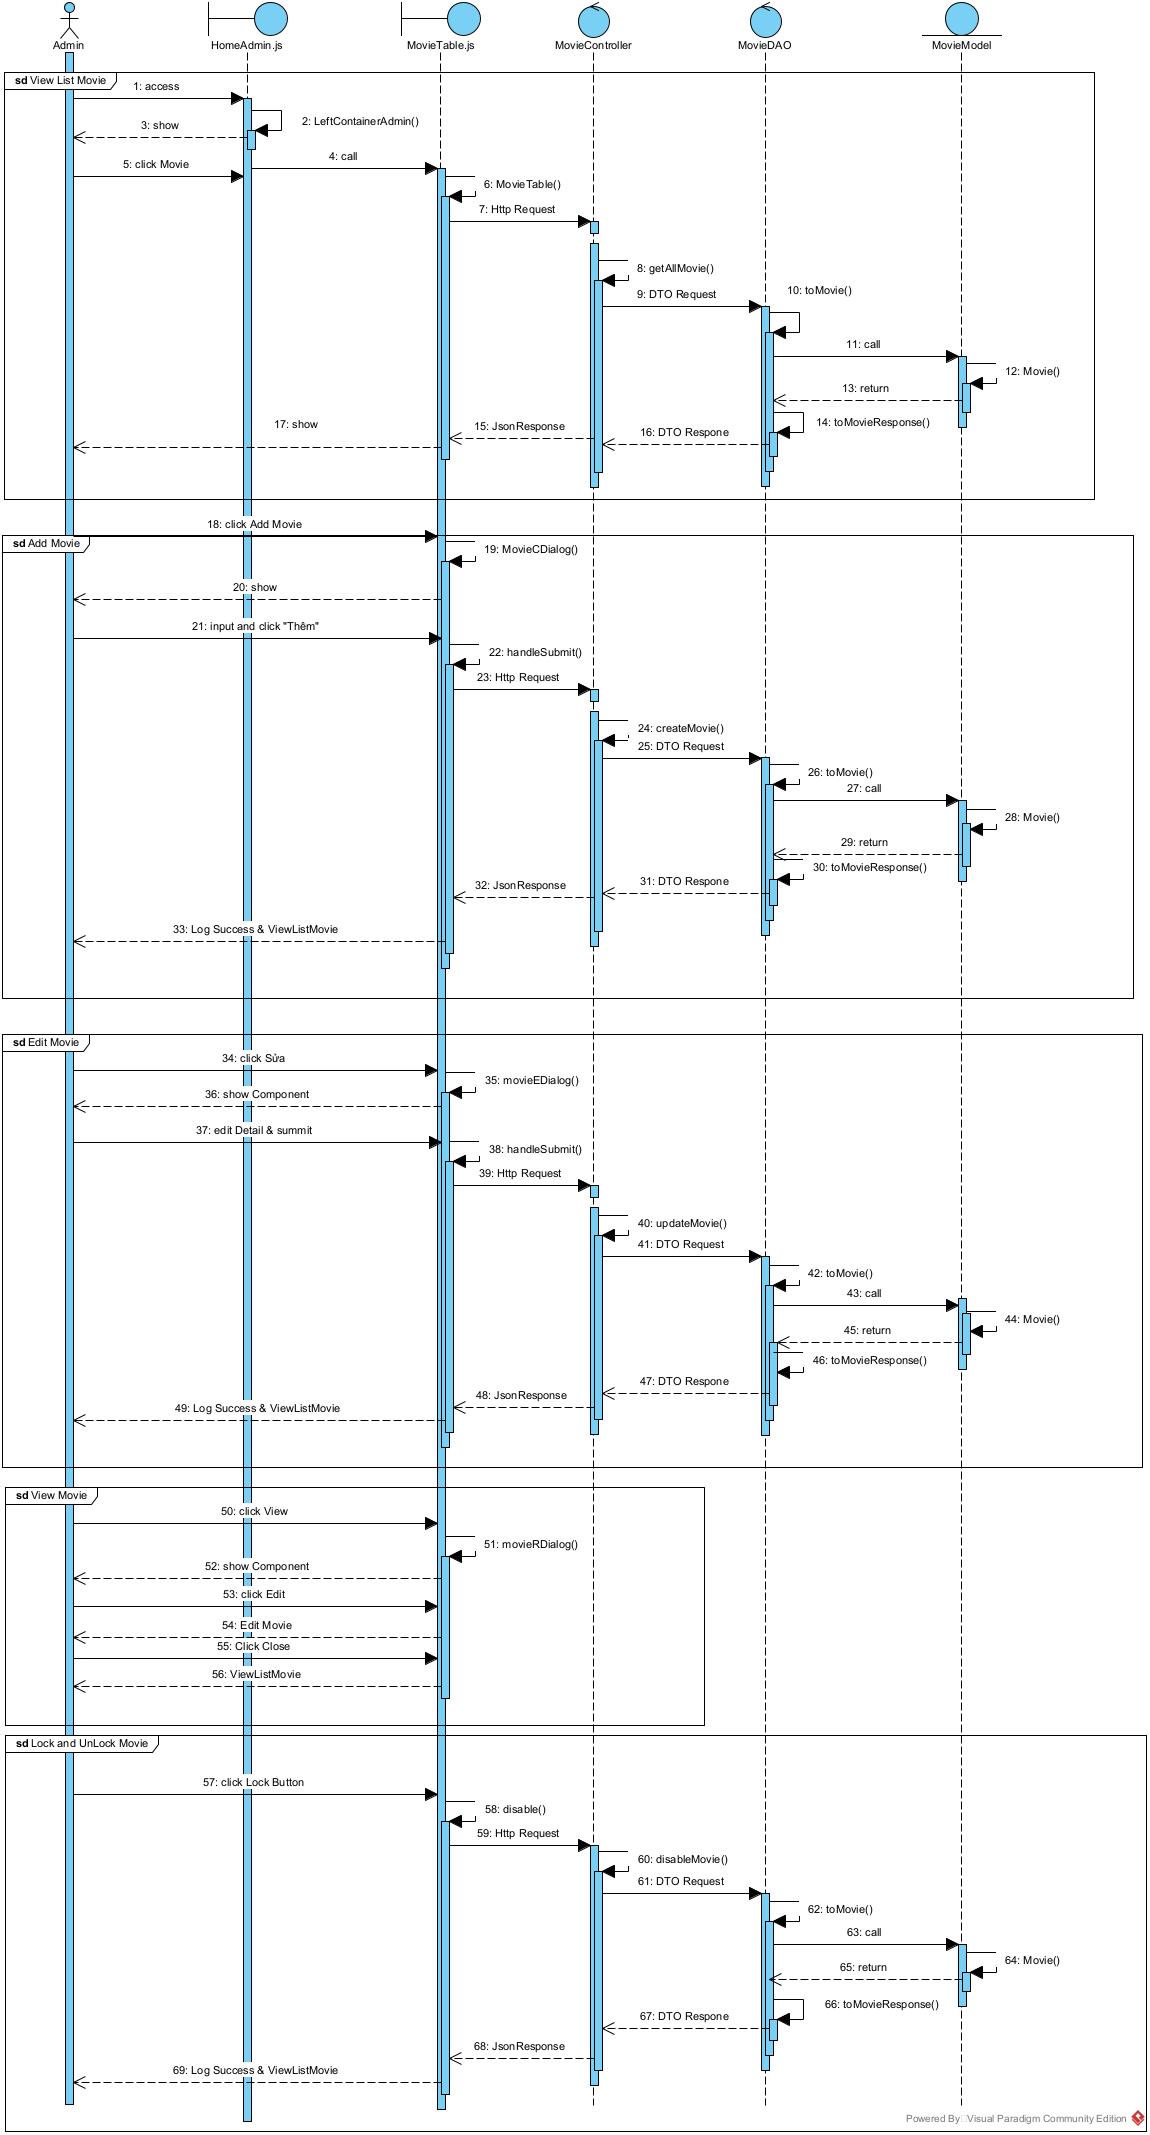 Admin
HomeAdmin.js
MovieTable.js
MovieController
MovieDAO
MovieModel
sd View List Movie
1: access
2: LeftContainerAdmin()
3: show
4: call
5: click Movie
6: MovieTable()
7: Http Request
8: getAllMovie()
9: DTO Request
10: toMovie()
11: call
12: Movie()
13: return
14: toMovieResponse()
15: JsonResponse
16: DTO Respone
17: show
18: click Add Movie
sd Add Movie
19: MovieCDialog()
20: show
21: input and click "Thêm"
22: handleSubmit()
23: Http Request
24: createMovie()
25: DTO Request
26: toMovie()
27: call
28: Movie()
29: return
30: toMovieResponse()
31: DTO Respone
32: JsonResponse
33: Log Success & ViewListMovie
sd Edit Movie
34: click Sửa
35: movieEDialog()
36: show Component
37: edit Detail & summit
38: handleSubmit()
39: Http Request
40: updateMovie()
41: DTO Request
42: toMovie()
43: call
44: Movie()
45: return
46: toMovieResponse()
47: DTO Respone
48: JsonResponse
49: Log Success & ViewListMovie
sd View Movie
50: click View
51: movieRDialog()
52: show Component
53: click Edit
54: Edit Movie
55: Click Close
56: ViewListMovie
sd Lock and UnLock Movie
57: click Lock Button
58: disable()
59: Http Request
60: disableMovie()
61: DTO Request
62: toMovie()
63: call
64: Movie()
65: return
66: toMovieResponse()
67: DTO Respone
68: JsonResponse
69: Log Success & ViewListMovie
Powered By Visual Paradigm Community Edition